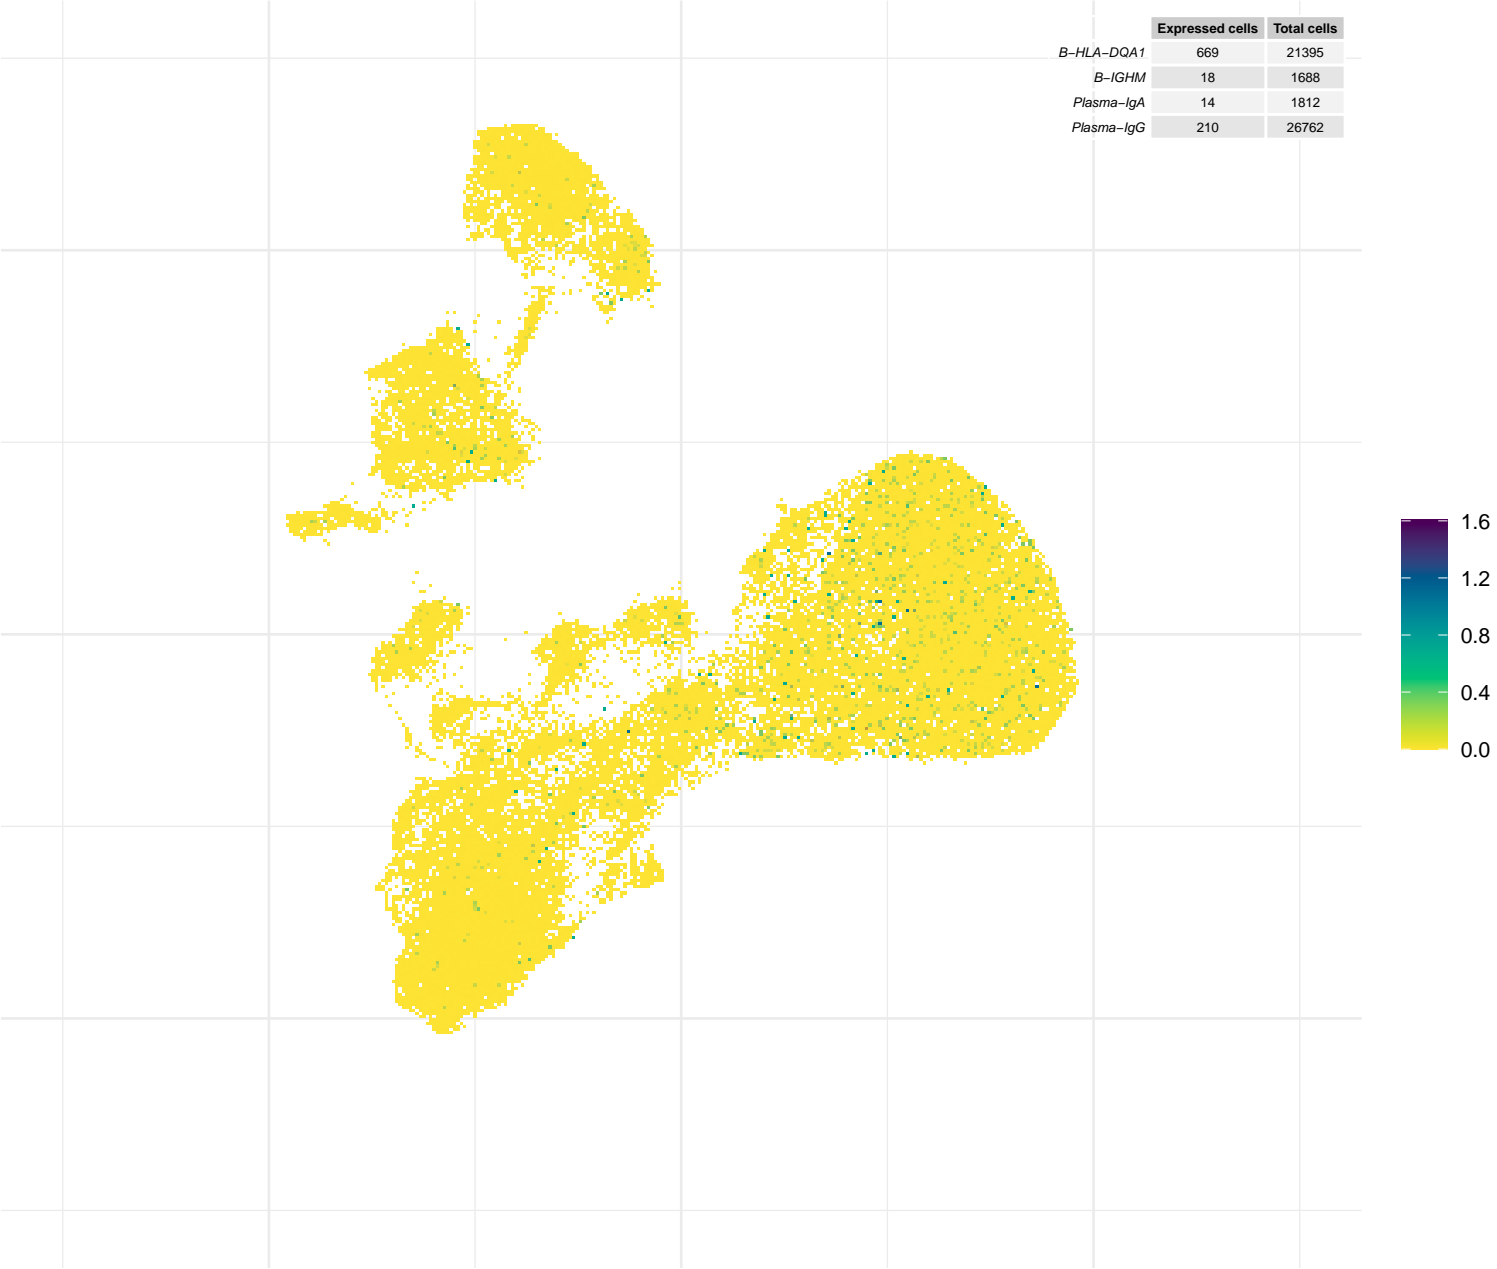 Expressed cells Total cells
B−HLA−DQA1 669 21395
B−IGHM 18 1688
Plasma−IgA 14 1812
Plasma−IgG 210 26762
1.6
1.2
0.8
0.4
0.0